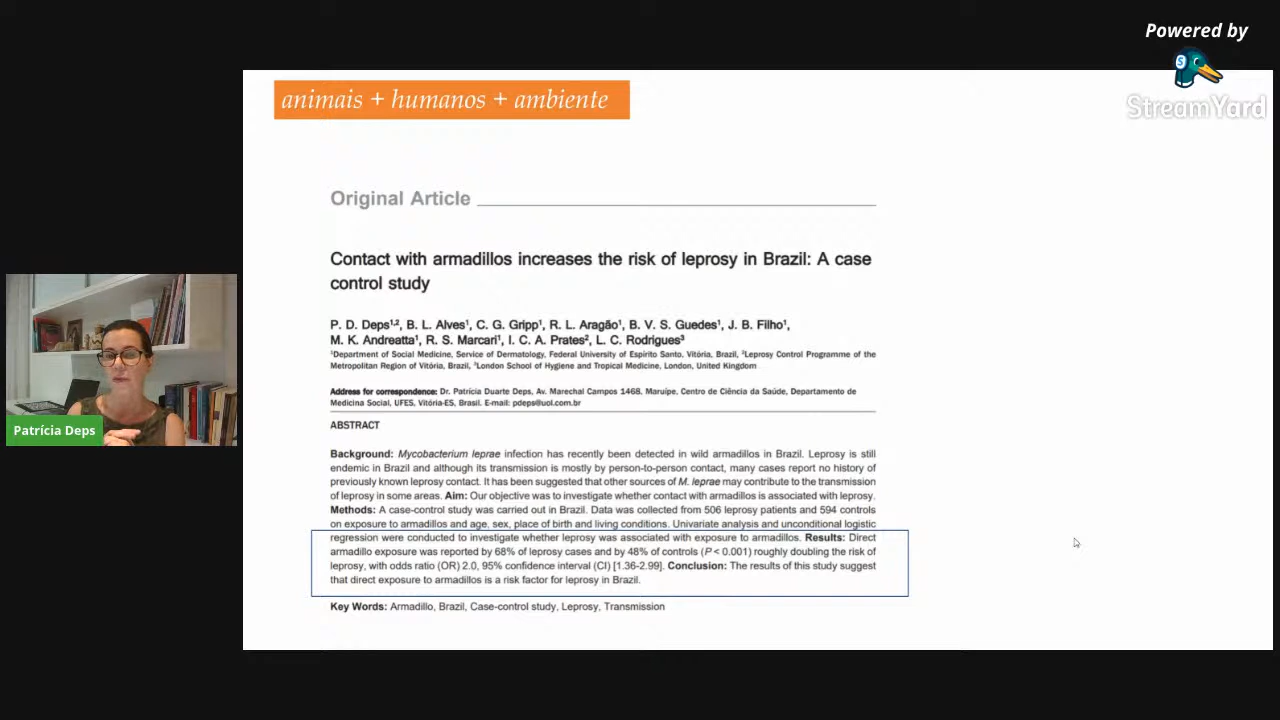 Powered by
StreamYard
animais + humanos + ambiente
Original Article
Contact with armadillos increases the risk of leprosy in Brazil: A case
control study
P. D. Deps¹,², B. L. Alves¹, C. G. Gripp¹, R. L. Aragão¹, B. V. S. Guedes¹, J. B. Filho¹,
M. K. Andreatta¹, R. S. Marcari¹, I. C. A. Prates², L. C. Rodrigues³
¹Department of Social Medicine, Service of Dermatology, Federal University of Espírito Santo, Vitória, Brazil, ²Leprosy Control Programme of the
Metropolitan Region of Vitória, Brazil, ³London School of Hygiene and Tropical Medicine, London, United Kingdom
Address for correspondence: Dr. Patrícia Duarte Deps, Av. Marechal Campos 1468, Maruípe, Centro de Ciência da Saúde, Departamento de
Medicina Social, UFES, Vitória-ES, Brasil. E-mail: pdeps@uol.com.br
ABSTRACT
Background: Mycobacterium leprae infection has recently been detected in wild armadillos in Brazil. Leprosy is still
endemic in Brazil and although its transmission is mostly by person-to-person contact, many cases report no history of
previously known leprosy contact. It has been suggested that other sources of M. leprae may contribute to the transmission
of leprosy in some areas. Aim: Our objective was to investigate whether contact with armadillos is associated with leprosy.
Methods: A case-control study was carried out in Brazil. Data was collected from 506 leprosy patients and 594 controls
on exposure to armadillos and age, sex, place of birth and living conditions. Univariate analysis and unconditional logistic
regression were conducted to investigate whether leprosy was associated with exposure to armadillos. Results: Direct
armadillo exposure was reported by 68% of leprosy cases and by 48% of controls (P < 0.001) roughly doubling the risk of
leprosy, with odds ratio (OR) 2.0, 95% confidence interval (CI) [1.36-2.99]. Conclusion: The results of this study suggest
that direct exposure to armadillos is a risk factor for leprosy in Brazil.
Key Words: Armadillo, Brazil, Case-control study, Leprosy, Transmission
Patrícia Deps